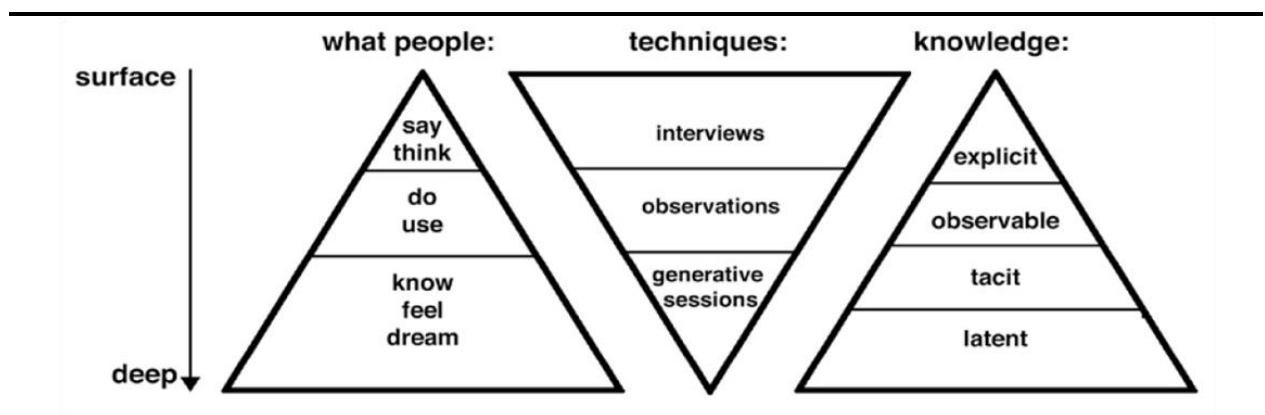 what people:
techniques:
knowledge:
surface
say
think
interviews
explicit
do
use
observations
observable
know
feel
dream
generative
sessions
tacit
latent
deep